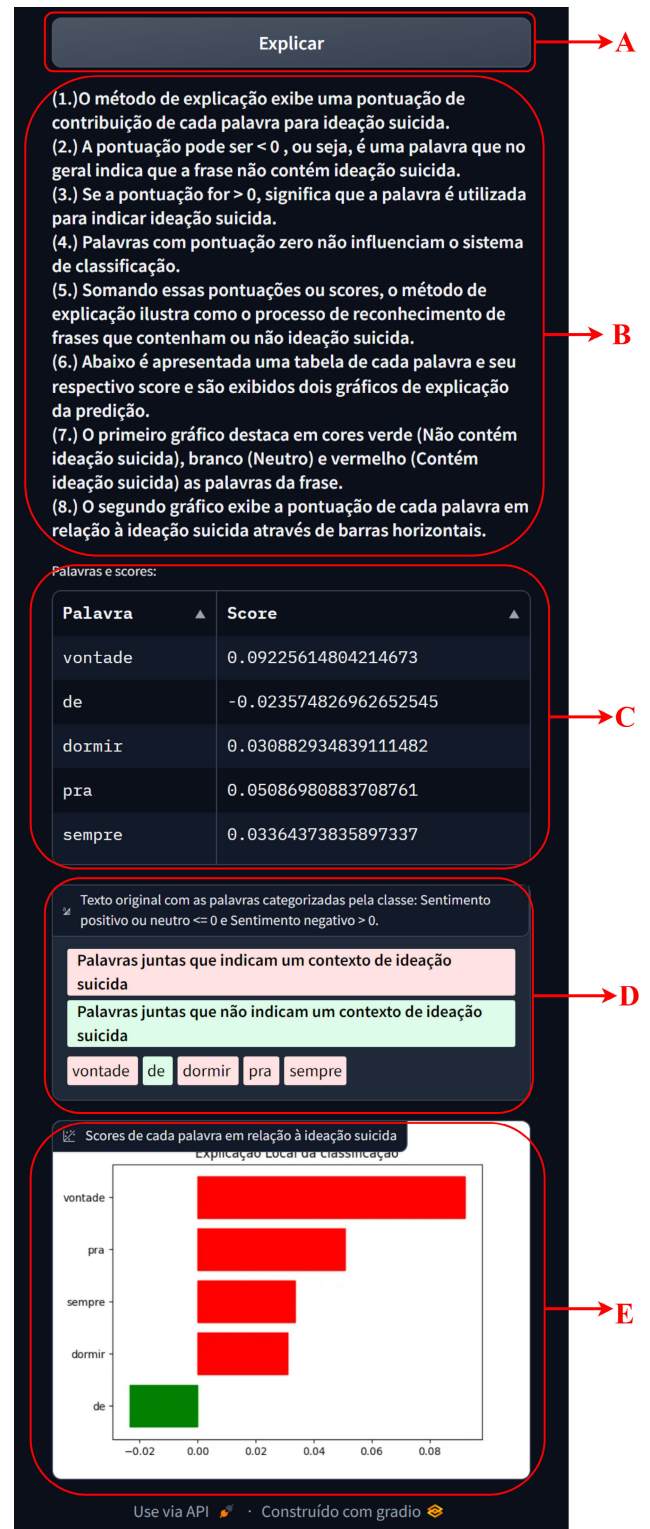 Explicar
A
(1.)O método de explicação exibe uma pontuação de
contribuição de cada palavra para ideação suicida.
(2.) A pontuação pode ser < 0 , ou seja, é uma palavra que no
geral indica que a frase não contém ideação suicida.
(3.) Se a pontuação for > 0, significa que a palavra é utilizada
para indicar ideação suicida.
(4.) Palavras com pontuação zero não influenciam o sistema
de classificação.
(5.) Somando essas pontuações ou scores, o método de
explicação ilustra como o processo de reconhecimento de
frases que contenham ou não ideação suicida.
(6.) Abaixo é apresentada uma tabela de cada palavra e seu
respectivo score e são exibidos dois gráficos de explicação
da predição.
(7.) O primeiro gráfico destaca em cores verde (Não contém
ideação suicida), branco (Neutro) e vermelho (Contém
ideação suicida) as palavras da frase.
(8.) O segundo gráfico exibe a pontuação de cada palavra em
relação à ideação suicida através de barras horizontais.
B
Palavras e scores:
Palavra ▲ Score ▲
vontade 0.09225614804214673
de -0.023574826962652545
dormir 0.030882934839111482
pra 0.05086980883708761
sempre 0.03364373835897337
C
Texto original com as palavras categorizadas pela classe: Sentimento
positivo ou neutro <= 0 e Sentimento negativo > 0.
Palavras juntas que indicam um contexto de ideação
suicida
Palavras juntas que não indicam um contexto de ideação
suicida
vontade de dormir pra sempre
D
Scores de cada palavra em relação à ideação suicida
Explicação Local da classificação
vontade
pra
sempre
dormir
de
−0.02 0.00 0.02 0.04 0.06 0.08
E
Use via API · Construído com gradio